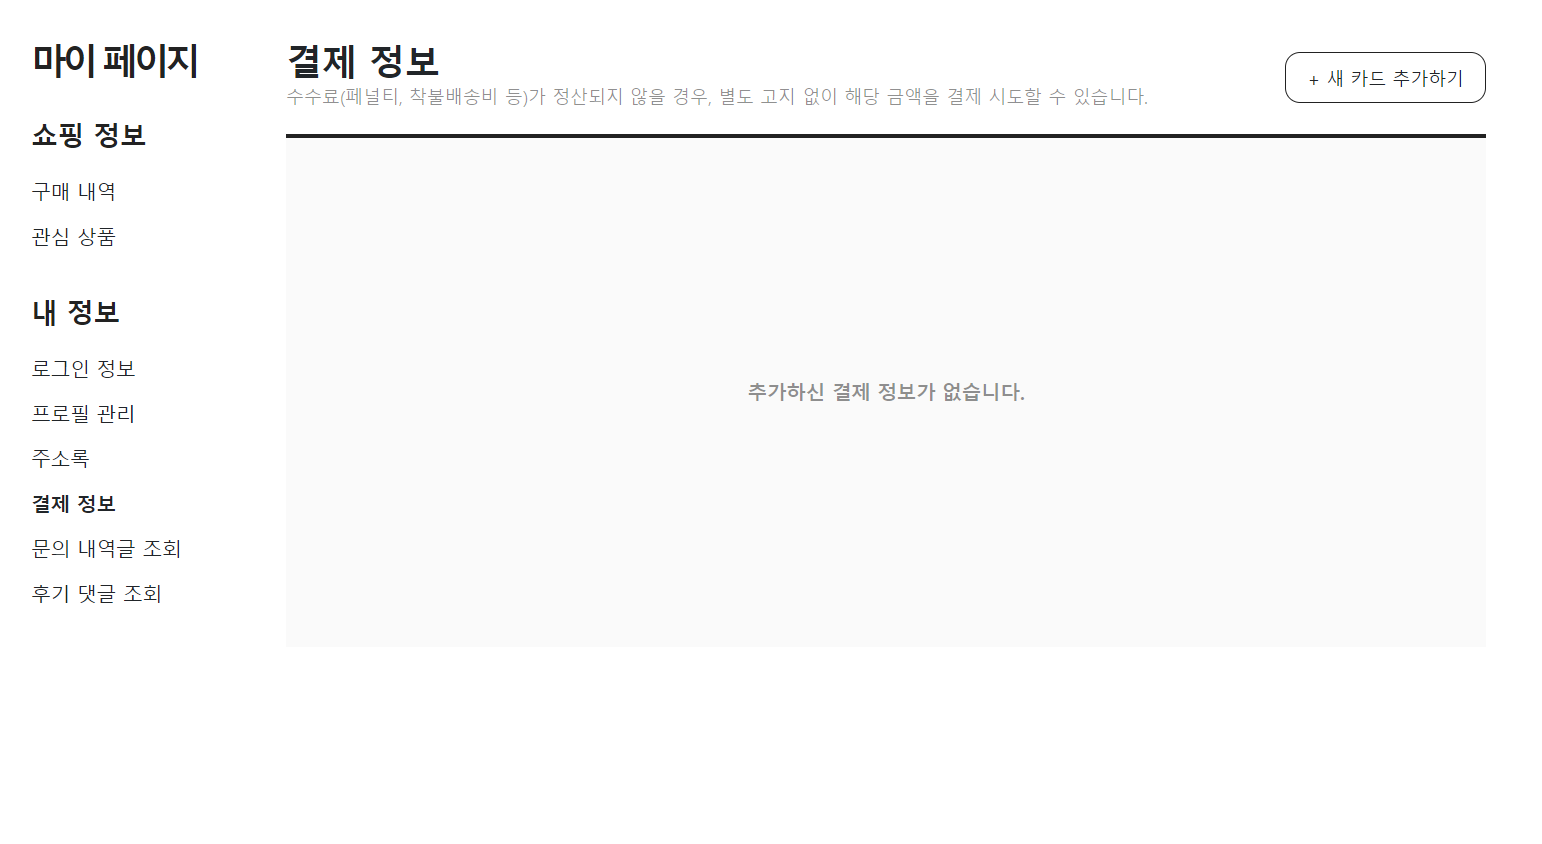 마이 페이지
쇼핑 정보
구매 내역
관심 상품
내 정보
로그인 정보
프로필 관리
주소록
결제 정보
문의 내역글 조회
후기 댓글 조회
결제 정보
수수료(페널티, 착불배송비 등)가 정산되지 않을 경우, 별도 고지 없이 해당 금액을 결제 시도할 수 있습니다.
+ 새 카드 추가하기
추가하신 결제 정보가 없습니다.